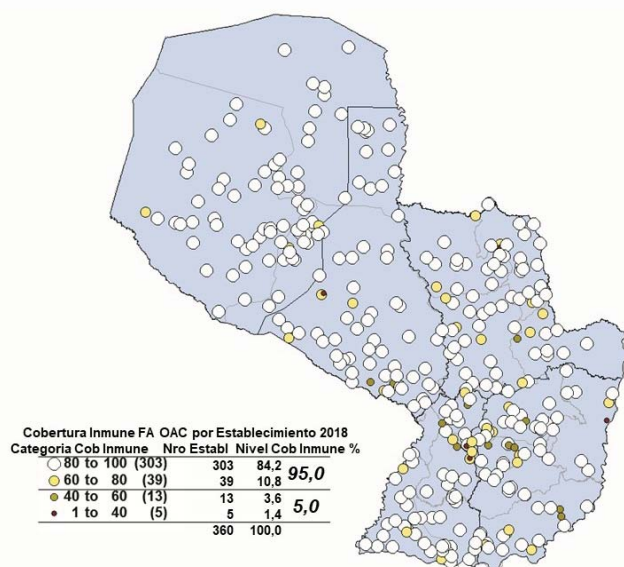 Cobertura Inmune FA OAC por Establecimiento 2018
Categoria Cob Inmune Nro Establ Nivel Cob Inmune %
80 to 100 (303) 303 84,2
95,0
60 to 80 (39) 39 10,8
40 to 60 (13) 13 3,6
5,0
1 to 40 (5) 5 1,4
360 100,0